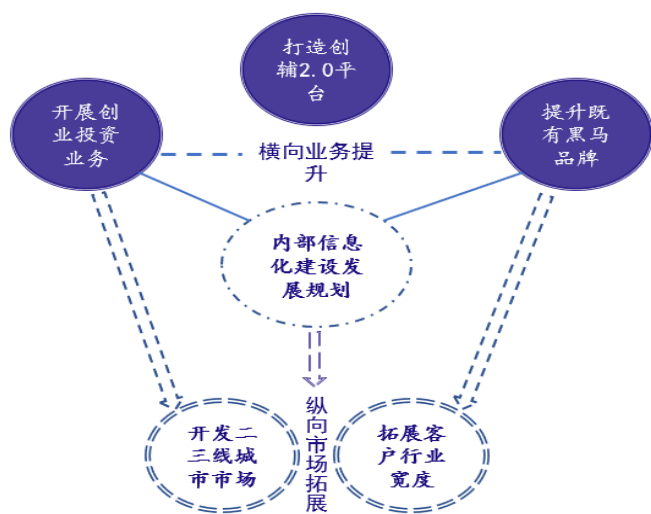 打造创
辅2.0平
台
开展创
业投资
业务
提升既
有黑马
品牌
横向业务提
升
内部信息
化建设发
展规划
纵向市场拓展
开发二
三线城
市市场
拓展客
户行业
宽度